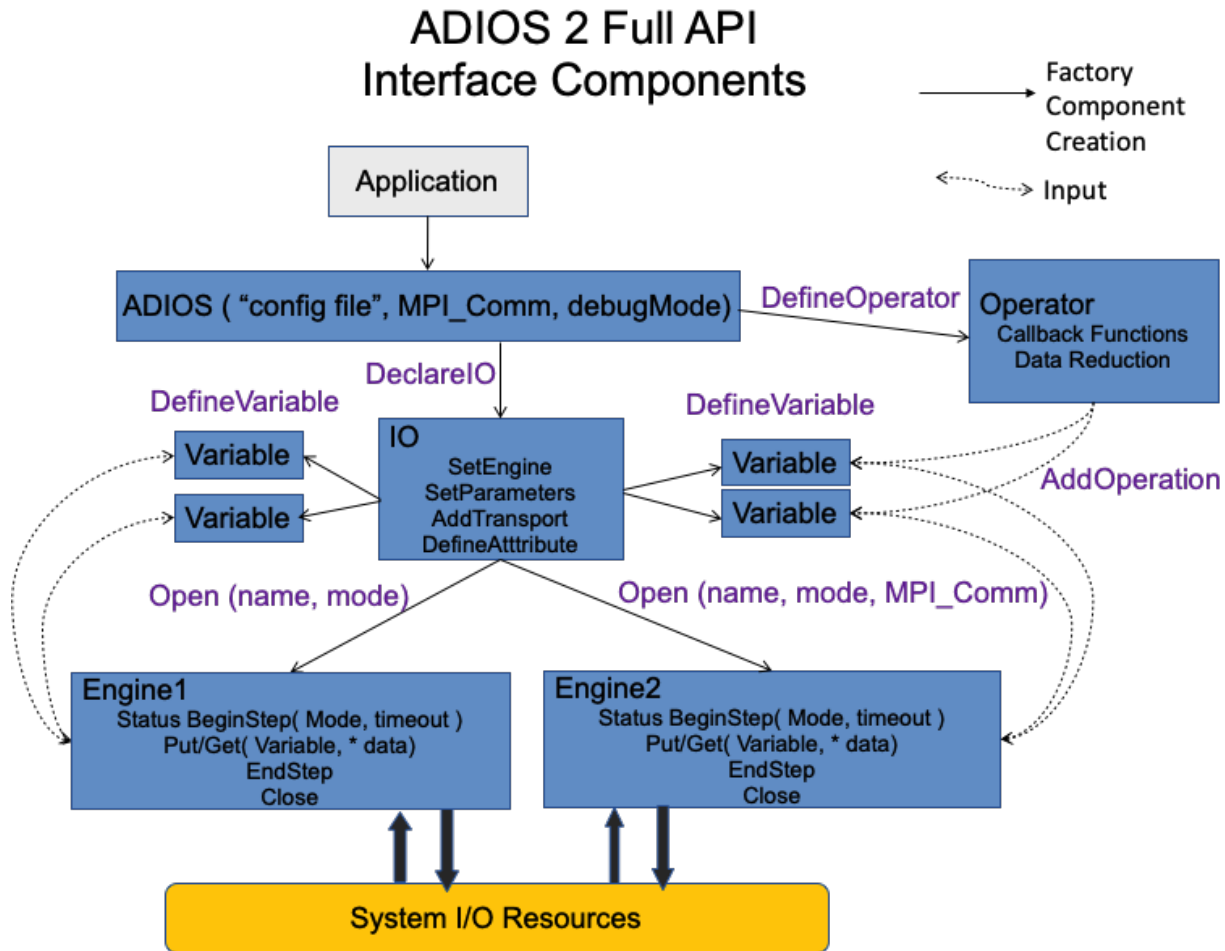 ADIOS 2 Full API
Interface Components
Factory
Component
Creation
Input
Application
ADIOS ( “config file”, MPI_Comm, debugMode)
DefineOperator
Operator
Callback Functions
Data Reduction
DeclareIO
DefineVariable
DefineVariable
IO
SetEngine
SetParameters
AddTransport
DefineAtttribute
Variable
Variable
Variable
Variable
AddOperation
Open (name, mode)
Open (name, mode, MPI_Comm)
Engine1
Status BeginStep( Mode, timeout )
Put/Get( Variable, * data)
EndStep
Close
Engine2
Status BeginStep( Mode, timeout )
Put/Get( Variable, * data)
EndStep
Close
System I/O Resources